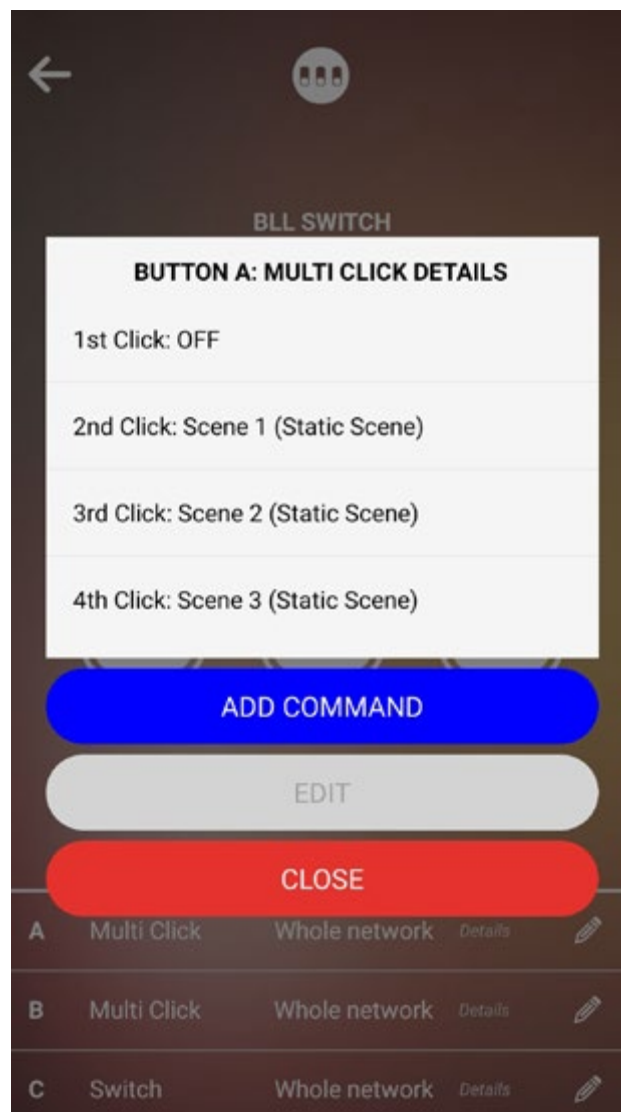 BLL SWITCH
BUTTON A: MULTI CLICK DETAILS
1st Click: OFF
2nd Click: Scene 1 (Static Scene)
3rd Click: Scene 2 (Static Scene)
4th Click: Scene 3 (Static Scene)
ADD COMMAND
EDIT
CLOSE
A Multi Click Whole network Details
B Multi Click Whole network Details
C Switch Whole network Details